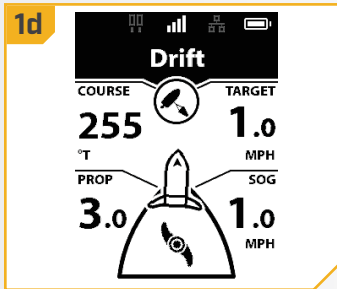 1d
Drift
COURSE TARGET
255 1.0
°T MPH
PROP SOG
3.0 1.0
MPH